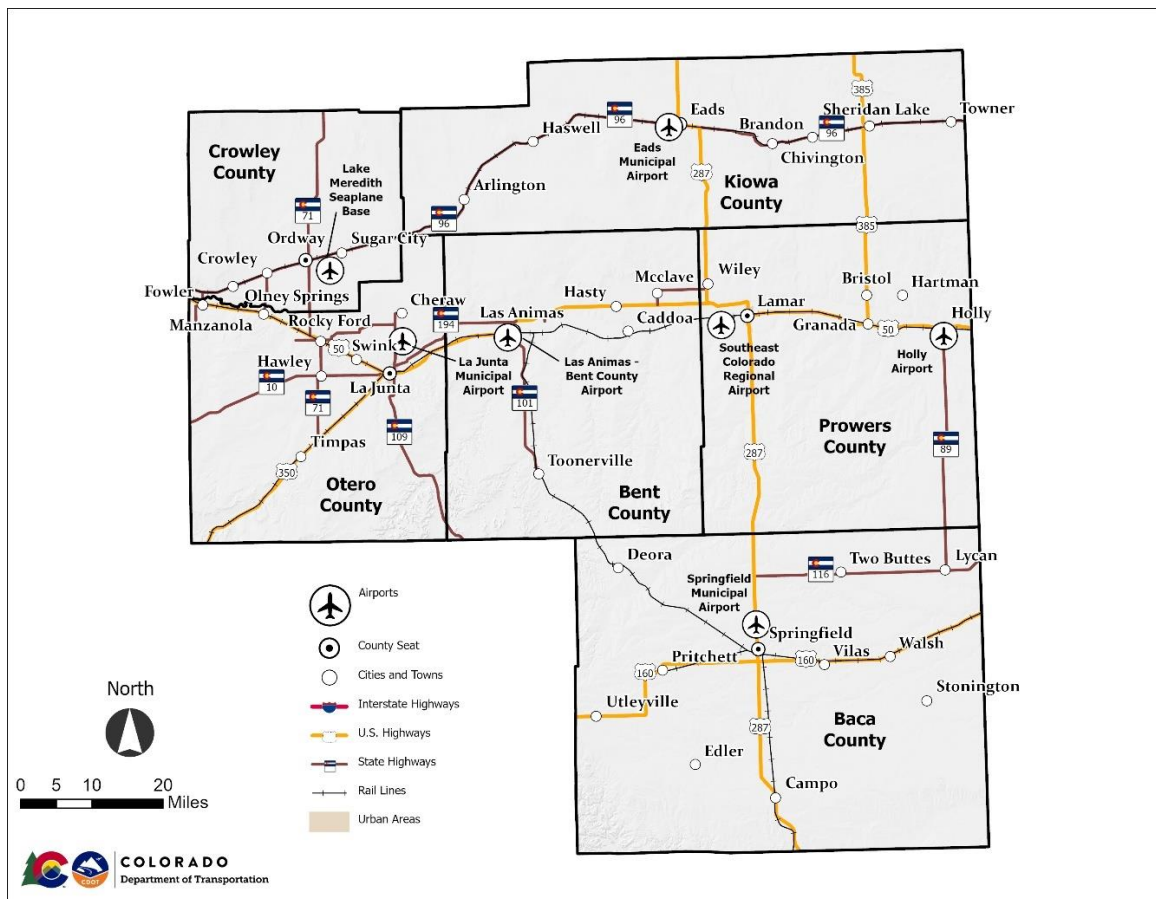 385
96
Eads
Sheridan Lake
Towner
Haswell
Brandon
96
Chivington
Crowley
County
Eads
Municipal
Airport
287
Kiowa
County
Lake
Meredith
Seaplane
Base
Arlington
71
96
385
Ordway
Sugar City
Crowley
Mcclave
Wiley
Bristol
Hartman
Fowler
Olney Springs
Cheraw
Hasty
Lamar
Manzanola
Rocky Ford
194
Las Animas
Caddoa
Granada
50
Holly
50
Swink
Hawley
La Junta
Municipal
Airport
Las Animas -
Bent County
Airport
Southeast
Colorado
Regional
Airport
Holly
Airport
10
La Junta
71
101
109
Prowers
County
Timpas
287
89
350
Toonerville
Otero
County
Bent
County
Deora
Two Buttes
Lycan
116
Springfield
Municipal
Airport
Springfield
Walsh
Pritchett
160
Vilas
160
Stonington
Utleyville
287
Baca
County
Edler
Campo
Airports
County Seat
Cities and Towns
Interstate Highways
U.S. Highways
State Highways
Rail Lines
Urban Areas
North
0 5 10 20
Miles
CDOT
COLORADO
Department of Transportation